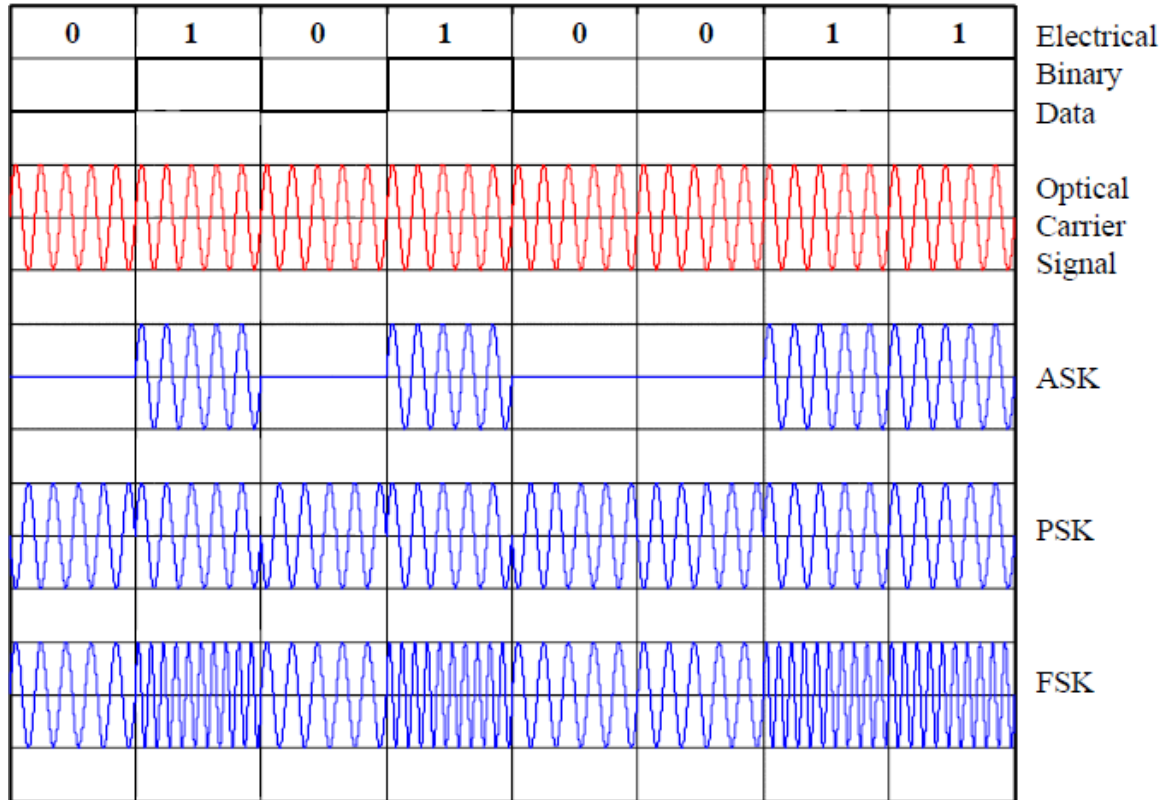 0 1 0 1 0 0 1 1
Electrical
Binary
Data
Optical
Carrier
Signal
ASK
PSK
FSK